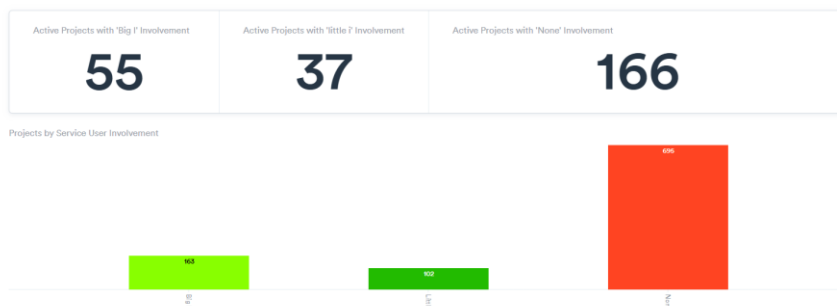 Active Projects with 'Big I' Involvement
Active Projects with 'little i' Involvement
Active Projects with 'None' Involvement
55
37
166
Projects by Service User Involvement
163
102
696
Big